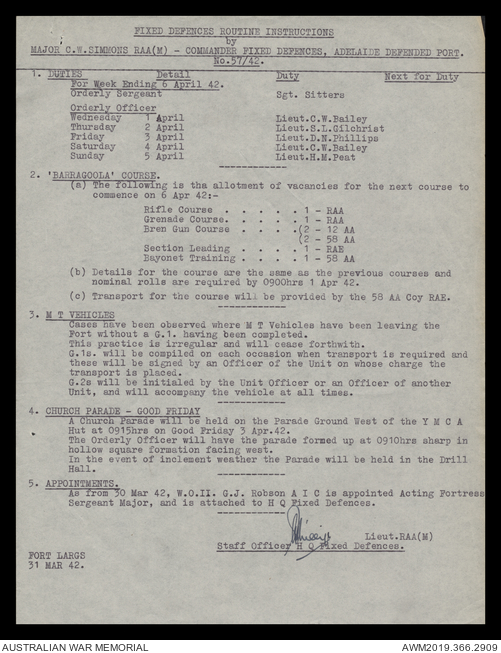 FIXED DEFENCES ROUTINE INSTRUCTIONS
by
MAJOR C.W.SIMMONS RAA(M) - COMMANDER FIXED DEFENCES, ADELAIDE DEFENDED PORT.
No.57/42.
1. DUTIES Detail Duty Next for Duty
For Week Ending 6 April 42.
Orderly Sergeant Sgt. Sitters
Orderly Officer
Wednesday 1 April Lieut.C.W.Bailey
Thursday 2 April Lieut.S.L.Gilchrist
Friday 3 April Lieut.D.N.Phillips
Saturday 4 April Lieut.C.W.Bailey
Sunday 5 April Lieut.H.M.Peat
2. 'BARRAGOOLA' COURSE.
(a) The following is tha allotment of vacancies for the next course to
commence on 6 Apr 42:-
Rifle Course . . . . . 1 - RAA
Grenade Course. . . . . 1 - RAA
Bren Gun Course . . . .(2 - 12 AA
(2 - 58 AA
Section Leading . . . . 1 - RAE
Bayonet Training . . . . 1 - 58 AA
(b) Details for the course are the same as the previous courses and
nominal rolls are required by 0900hrs 1 Apr 42.
(c) Transport for the course will be provided by the 58 AA Coy RAE.
3. M T VEHICLES
Cases have been observed where M T Vehicles have been leaving the
Fort without a G.1. having been completed.
This practice is irregular and will cease forthwith.
G.1s. will be compiled on each occasion when transport is required and
these will be signed by an Officer of the Unit on whose charge the
transport is placed.
G.2s will be initialed by the Unit Officer or an Officer of another
Unit, and will accompany the vehicle at all times.
4. CHURCH PARADE - GOOD FRIDAY
A Church Parade will be held on the Parade Ground West of the Y M C A
Hut at 0915hrs on Good Friday 3 Apr.42.
The Orderly Officer will have the parade formed up at 0910hrs sharp in
hollow square formation facing west.
In the event of inclement weather the Parade will be held in the Drill
Hall.
5. APPOINTMENTS.
As from 30 Mar 42, W.O.II. G.J. Robson A I C is appointed Acting Fortress
Sergeant Major, and is attached to H Q Fixed Defences.
Lieut.RAA(M)
Staff Officer H Q Fixed Defences.
FORT LARGS
31 MAR 42.
AUSTRALIAN WAR MEMORIAL AWM2019.366.2909